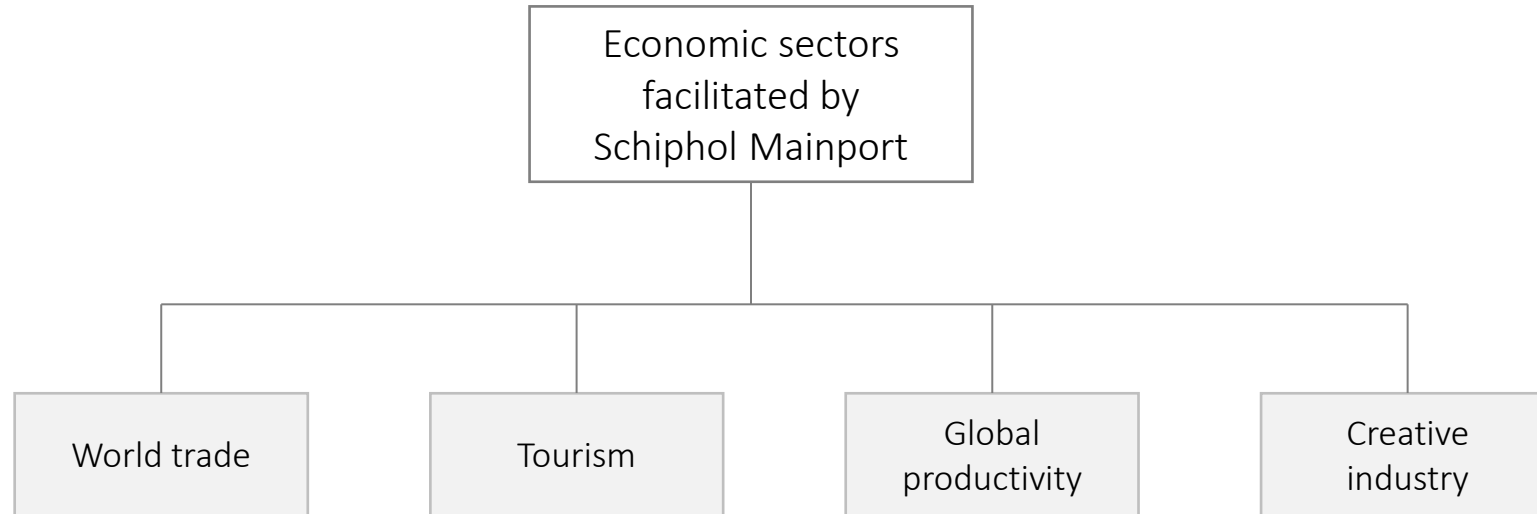 Economic sectors
facilitated by
Schiphol Mainport
World trade
Tourism
Global
productivity
Creative
industry